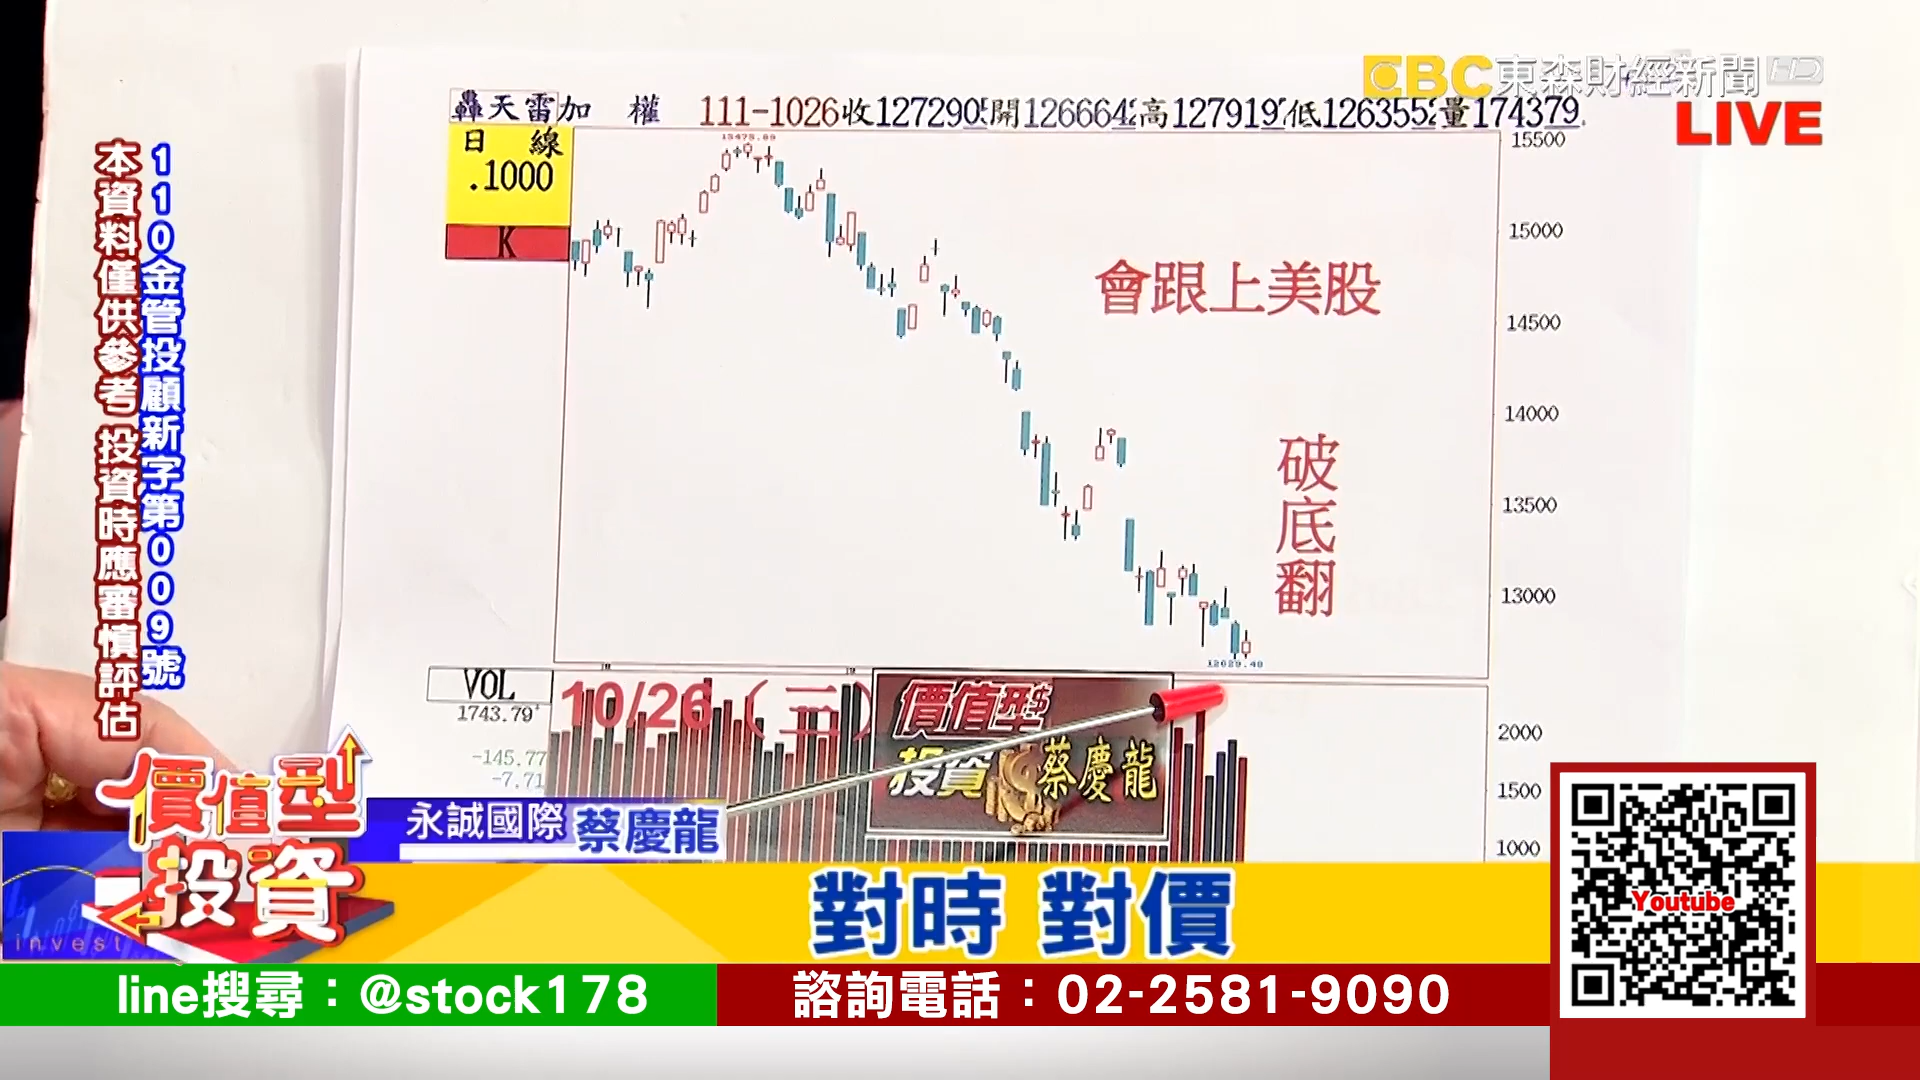 EBC東森財經新聞HD
LIVE
轟天雷加 權 111-1026收127290開126664高127919低126355量174379
日 線
.1000
K
15475.89
15500
15000
14500
14000
13500
13000
會跟上美股
破底翻
12629.48
VOL
1743.79
-145.77
-7.71
10/26(三)
2000
1500
1000
價值型
投資
蔡慶龍
110金管投顧新字第009號
本資料僅供參考 投資時應審慎評估
價值型
投資
invest
永誠國際 蔡慶龍
對時 對價
Youtube
line搜尋：@stock178
諮詢電話：02-2581-9090